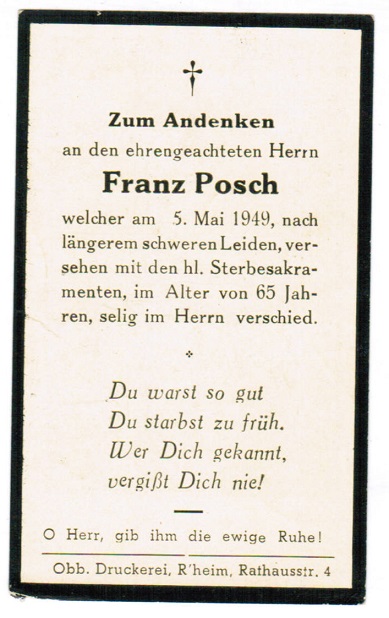 Zum Andenken
an den ehrengeachteten Herrn
Franz Posch
welcher am 5. Mai 1949, nach
längerem schweren Leiden, ver-
sehen mit den hl. Sterbesakra-
menten, im Alter von 65 Jah-
ren, selig im Herrn verschied.
Du warst so gut
Du starbst zu früh.
Wer Dich gekannt,
vergißt Dich nie!
O Herr, gib ihm die ewige Ruhe!
Obb. Druckerei, R'heim, Rathausstr. 4